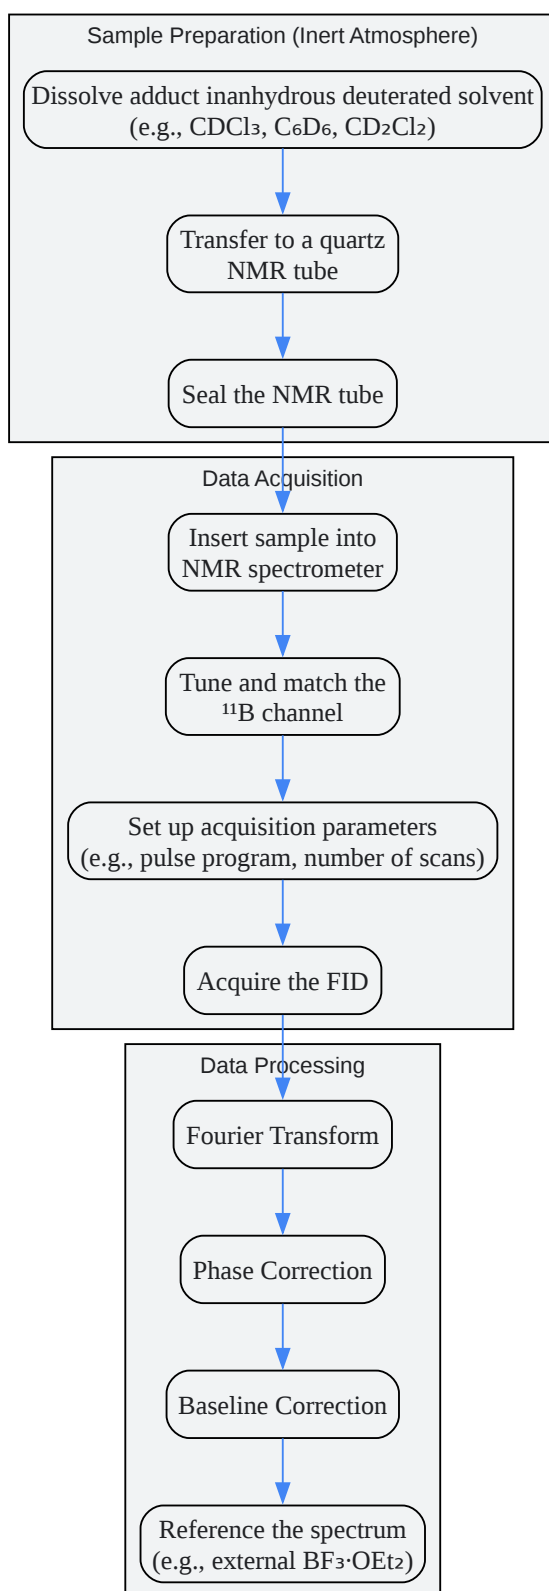 Sample Preparation (Inert Atmosphere)
Dissolve adduct inanhydrous deuterated solvent
(e.g., CDCl₃, C₆D₆, CD₂Cl₂)
Transfer to a quartz
NMR tube
Seal the NMR tube
Data Acquisition
Insert sample into
NMR spectrometer
Tune and match the
¹¹B channel
Set up acquisition parameters
(e.g., pulse program, number of scans)
Acquire the FID
Data Processing
Fourier Transform
Phase Correction
Baseline Correction
Reference the spectrum
(e.g., external BF₃·OEt₂)